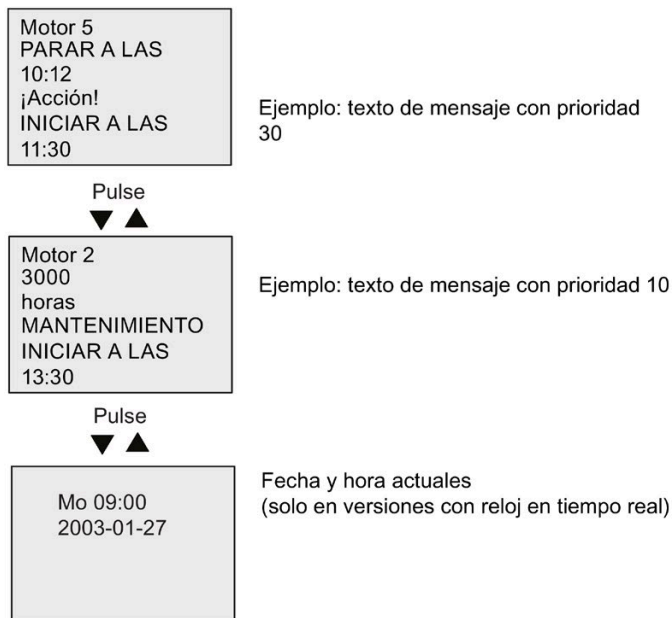 Motor 5
PARAR A LAS
10:12
¡Acción!
INICIAR A LAS
11:30
Ejemplo: texto de mensaje con prioridad
30
Pulse
Motor 2
3000
horas
MANTENIMIENTO
INICIAR A LAS
13:30
Ejemplo: texto de mensaje con prioridad 10
Pulse
Mo 09:00
2003-01-27
Fecha y hora actuales
(solo en versiones con reloj en tiempo real)